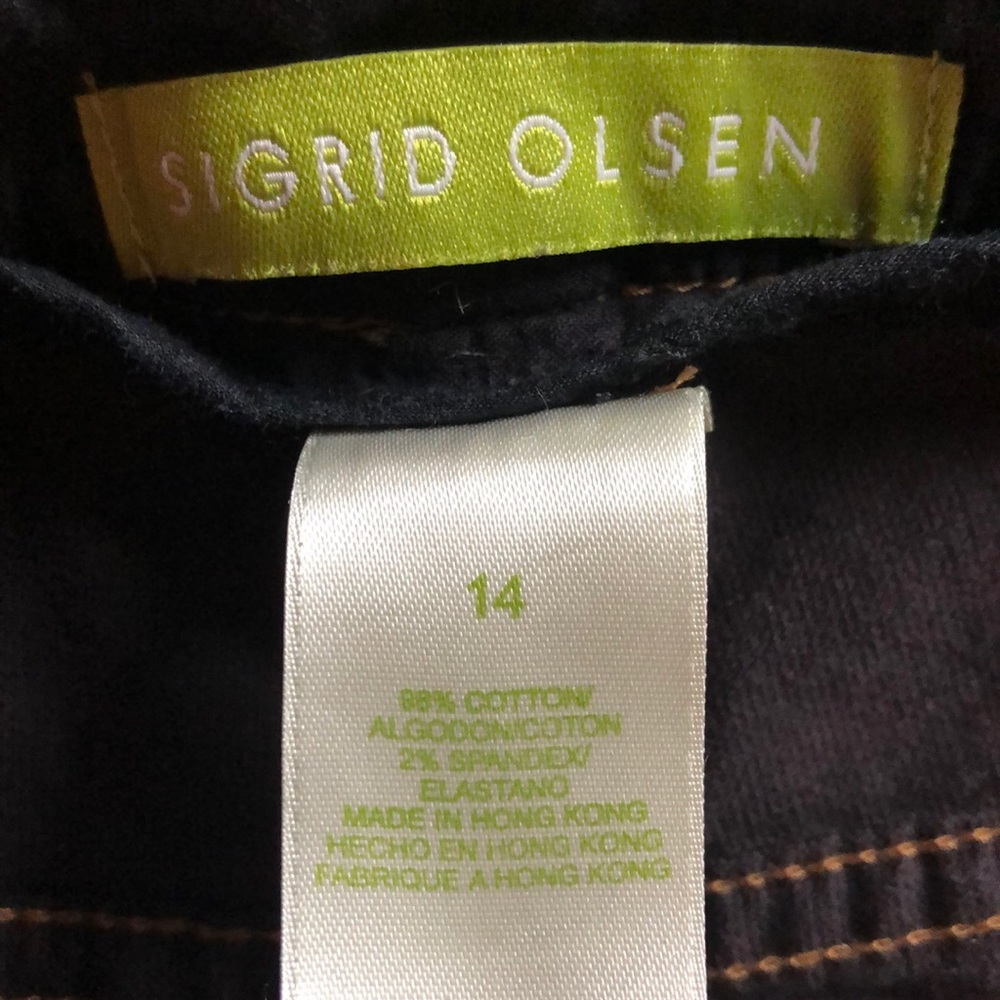 SIGRID OLSEN
14
98% COTTON/
ALGODON/COTON
2% SPANDEX/
ELASTANO
MADE IN HONG KONG
HECHO EN HONG KONG
FABRIQUE A HONG KONG